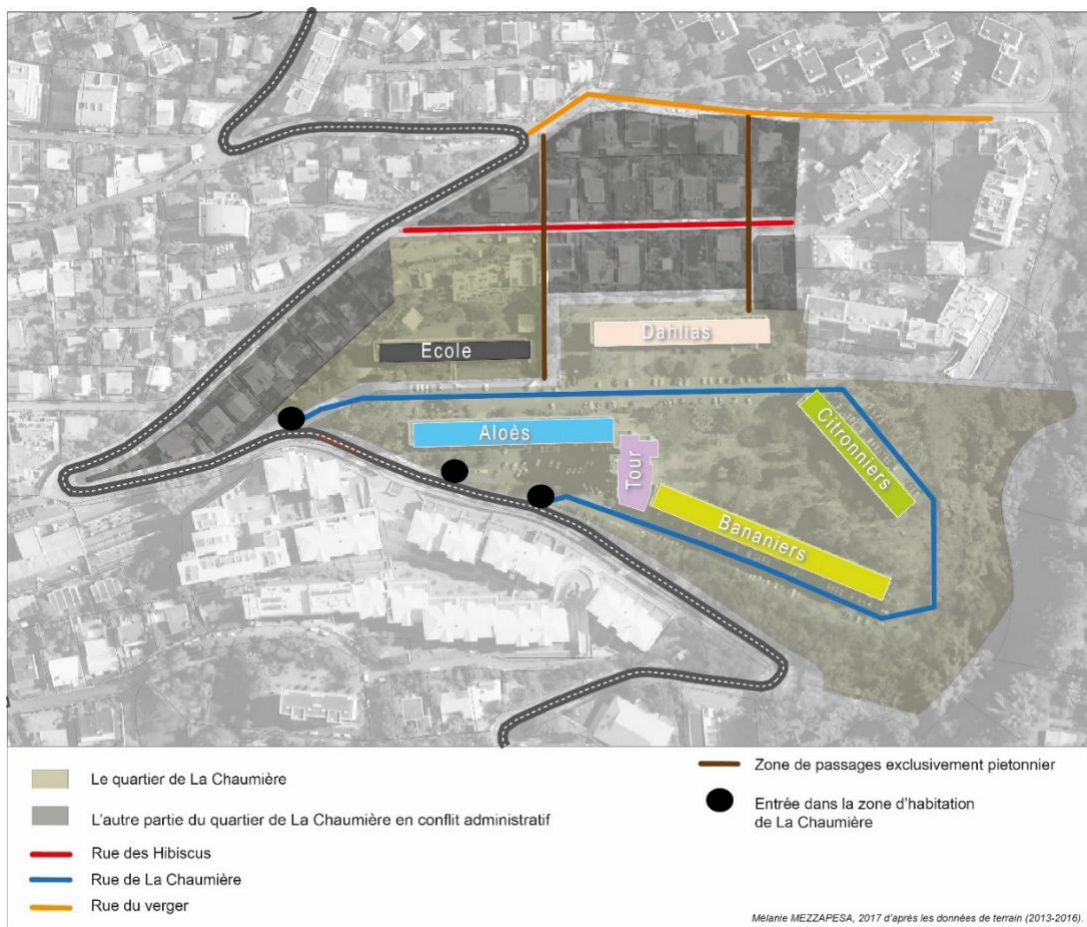 Ecole
Dahlias
Aloès
Tour
Citronniers
Bananiers
Le quartier de La Chaumière
L'autre partie du quartier de La Chaumière en conflit administratif
Rue des Hibiscus
Rue de La Chaumière
Rue du verger
Zone de passages exclusivement pietonnier
Entrée dans la zone d'habitation
de La Chaumière
Mélanie MEZZAPESA, 2017 d'après les données de terrain (2013-2016).